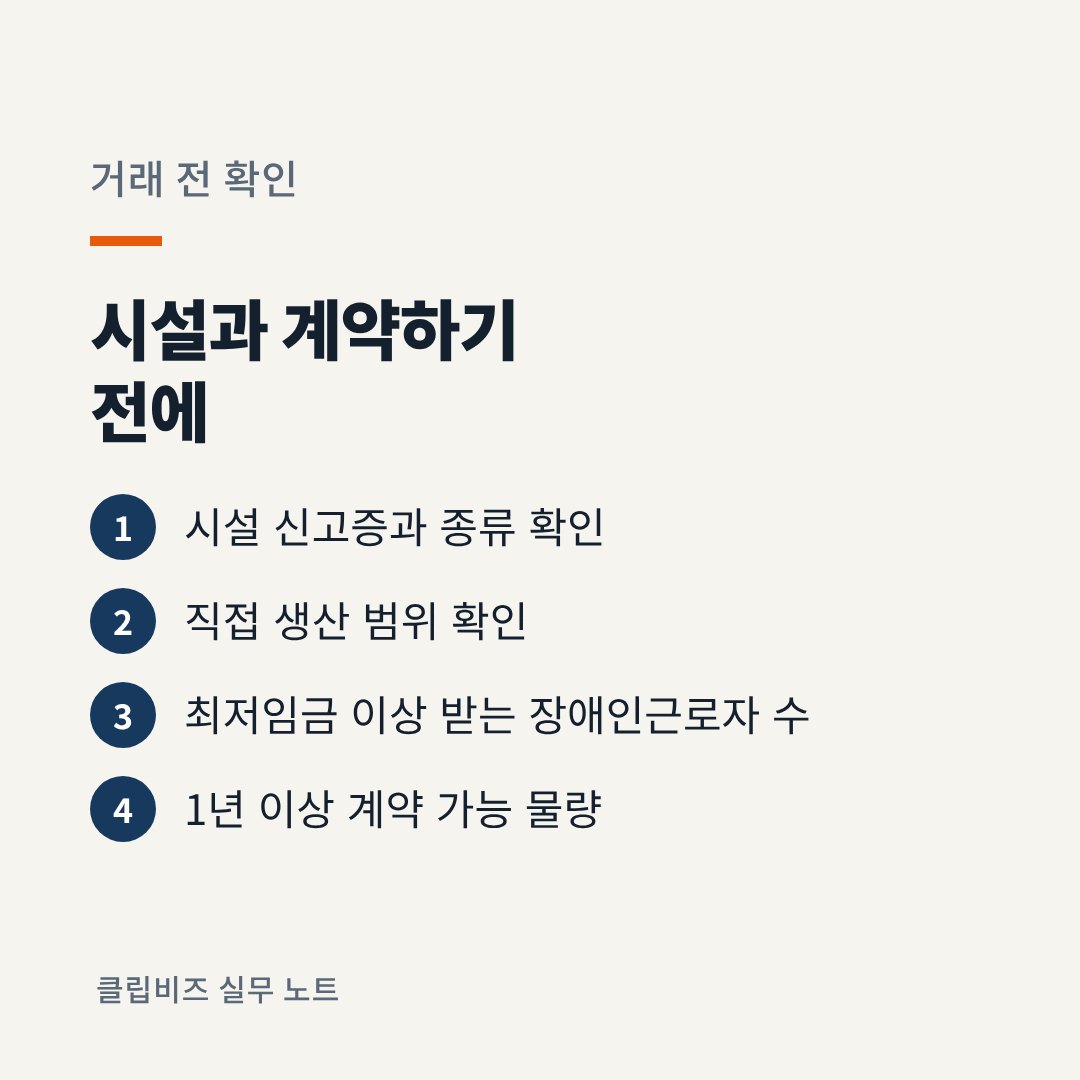 거래 전 확인
시설과 계약하기
전에
1 시설 신고증과 종류 확인
2 직접 생산 범위 확인
3 최저임금 이상 받는 장애인근로자 수
4 1년 이상 계약 가능 물량
클립비즈 실무 노트